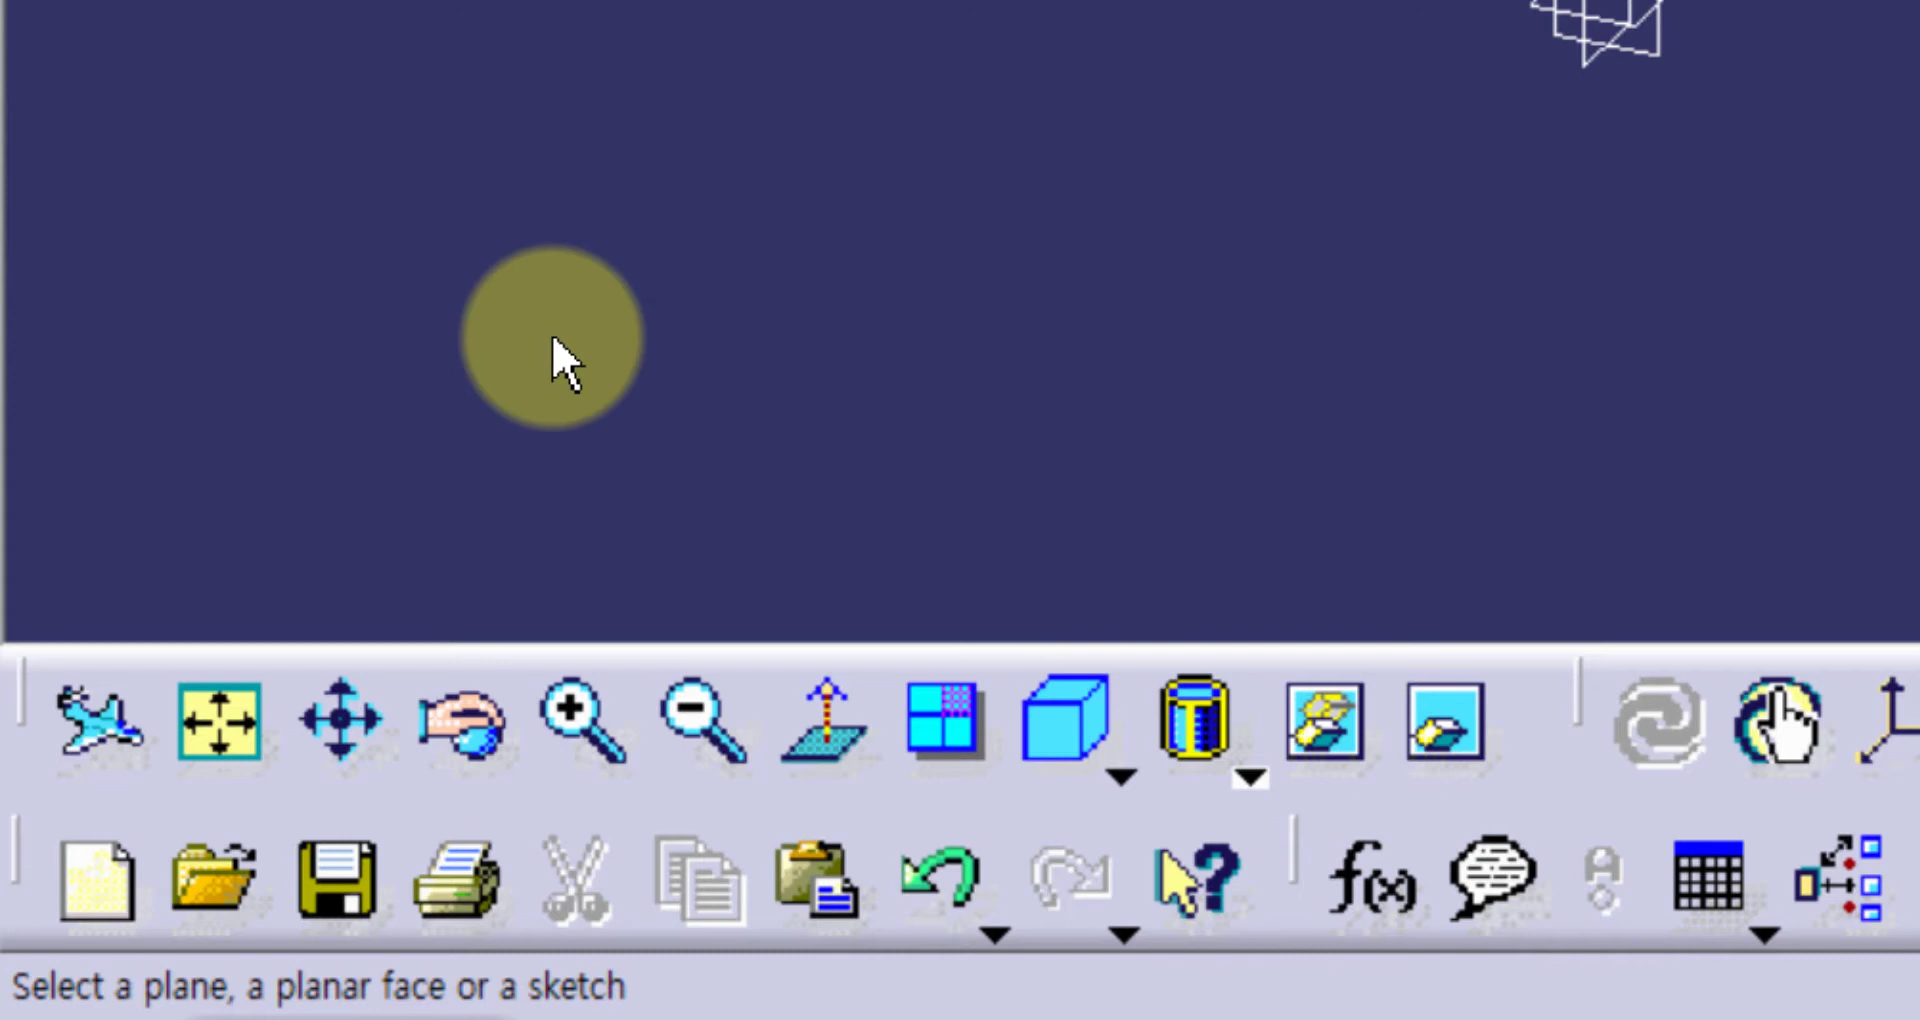 f(x)
Select a plane, a planar face or a sketch